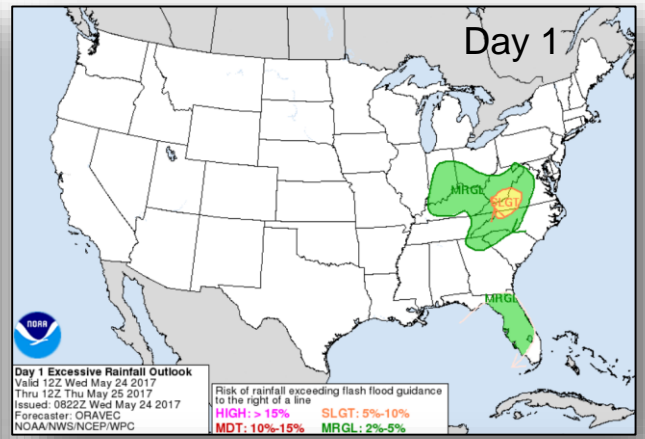 Day 1
MRGL
SLGT
MRGL
NOAA
Day 1 Excessive Rainfall Outlook
Valid 12Z Wed May 24 2017
Thru 12Z Thu May 25 2017
Issued: 0822Z Wed May 24 2017
Forecaster: ORAVEC
NOAA/NWS/NCEP/WPC
Risk of rainfall exceeding flash flood guidance
to the right of a line
HIGH: > 15% SLGT: 5%-10%
MDT: 10%-15% MRGL: 2%-5%